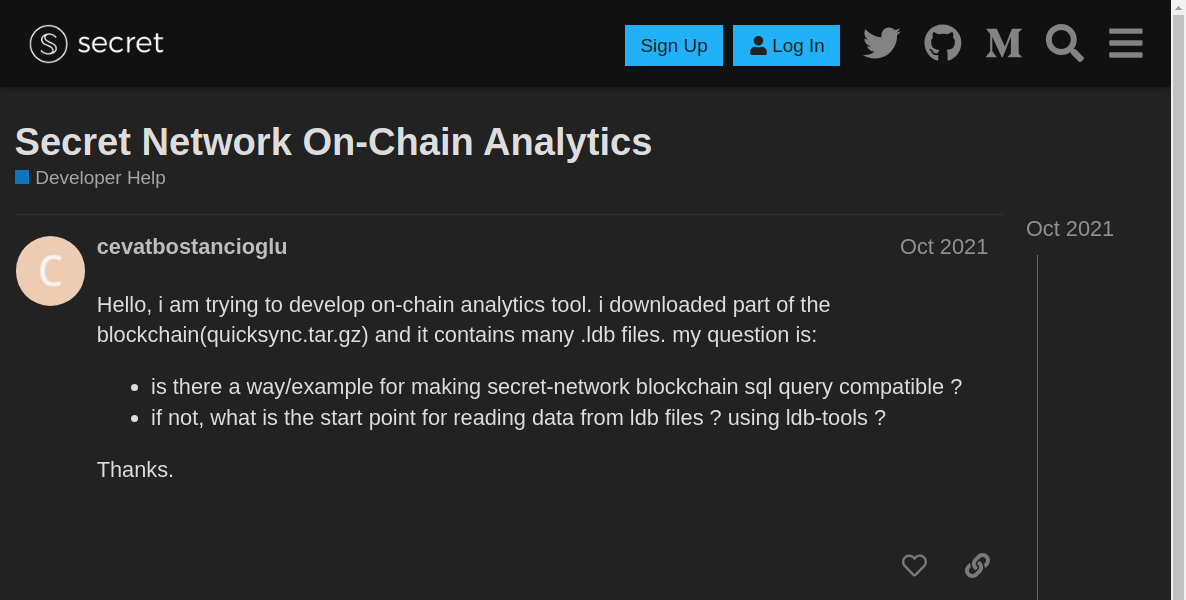 secret
Sign Up
Log In
Secret Network On-Chain Analytics
Developer Help
Oct 2021
C
cevatbostancioglu
Oct 2021
Hello, i am trying to develop on-chain analytics tool. i downloaded part of the
blockchain(quicksync.tar.gz) and it contains many .ldb files. my question is:
• is there a way/example for making secret-network blockchain sql query compatible ?
• if not, what is the start point for reading data from ldb files ? using ldb-tools ?
Thanks.